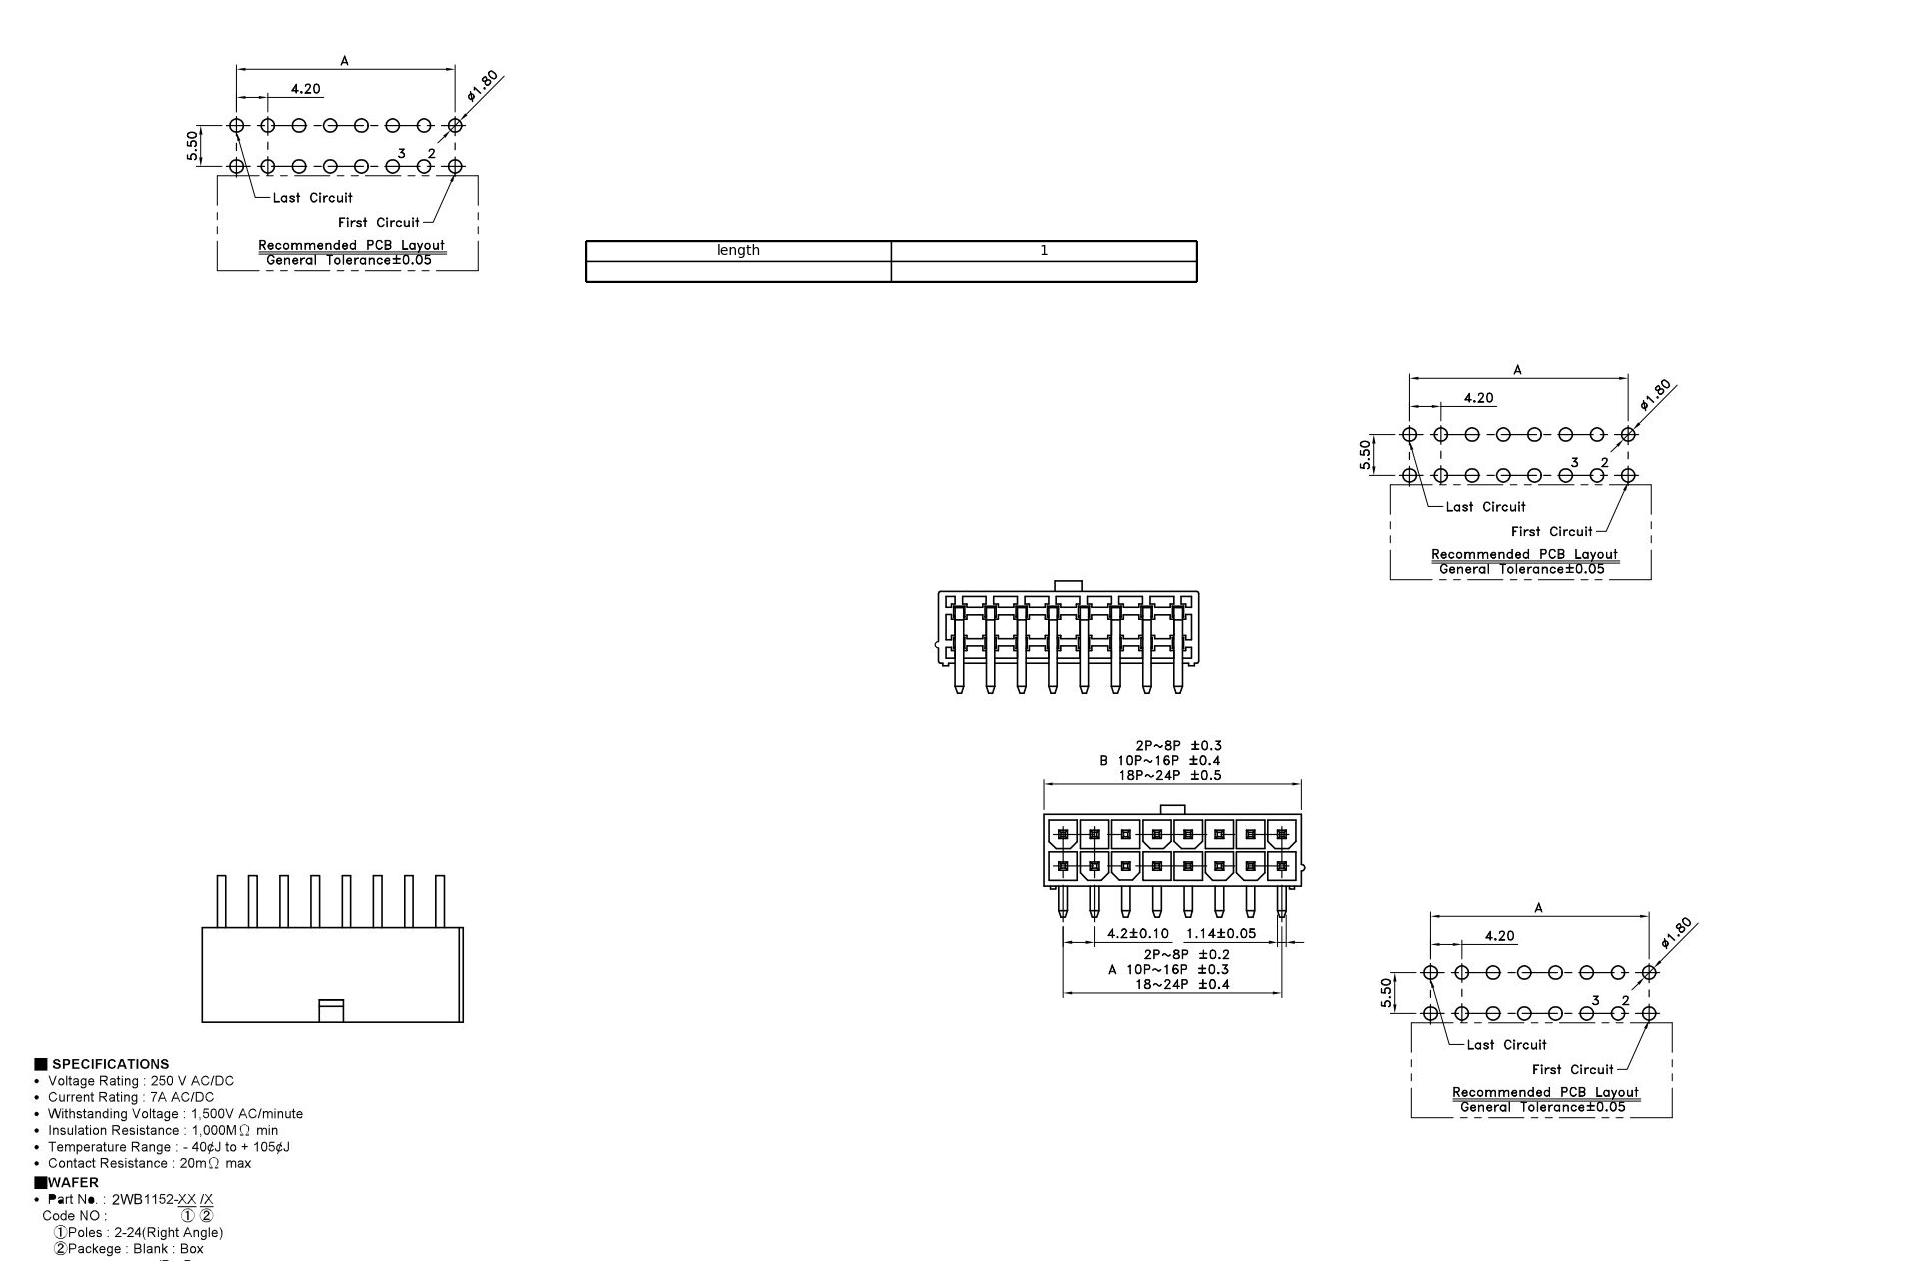 A
4.20
ø1.80
5.50
3 2
Last Circuit
First Circuit
Recommended PCB Layout
General Tolerance±0.05
length 1
A
4.20
ø1.80
5.50
3 2
Last Circuit
First Circuit
Recommended PCB Layout
General Tolerance±0.05
2P~8P ±0.3
B 10P~16P ±0.4
18P~24P ±0.5
4.2±0.10 1.14±0.05
2P~8P ±0.2
A 10P~16P ±0.3
18~24P ±0.4
A
4.20
ø1.80
5.50
3 2
Last Circuit
First Circuit
Recommended PCB Layout
General Tolerance±0.05
■ SPECIFICATIONS
• Voltage Rating : 250 V AC/DC
• Current Rating : 7A AC/DC
• Withstanding Voltage : 1,500V AC/minute
• Insulation Resistance : 1,000MΩ min
• Temperature Range : - 40¢J to + 105¢J
• Contact Resistance : 20mΩ max
■WAFER
• Part No. : 2WB1152-XX /X
Code NO : ① ②
①Poles : 2-24(Right Angle)
②Packege : Blank : Box